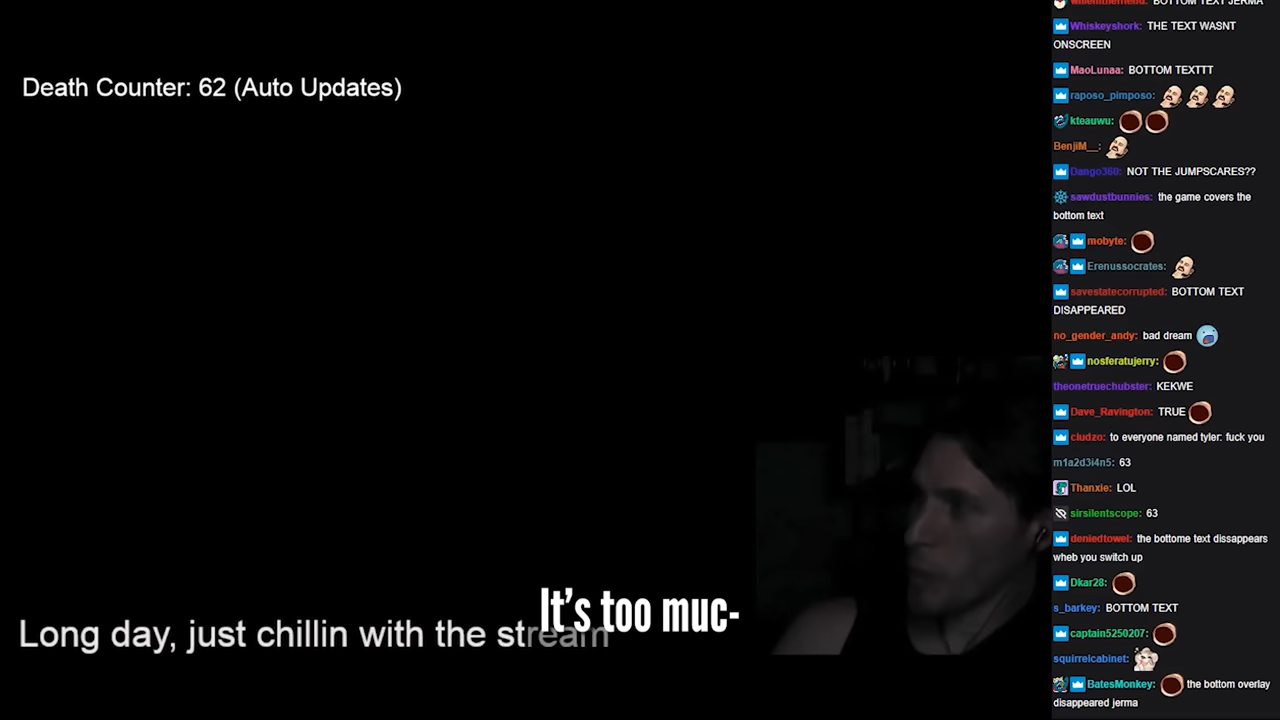 Death Counter: 62 (Auto Updates)
It's too muc-
Long day, just chillin with the stream
BOTTOM TEXT JERMA
Whiskeyshork: THE TEXT WASNT
ONSCREEN
MaoLunaa: BOTTOM TEXTTT
raposo_pimposo:
kteauwu:
BenjiM__:
Dango360: NOT THE JUMPSCARES??
sawdustbunnies: the game covers the
bottom text
mobyte:
Erenussocrates:
savestatecorrupted: BOTTOM TEXT
DISAPPEARED
no_gender_andy: bad dream
nosferatujerry:
theonetruechubster: KEKWE
Dave_Ravington: TRUE
cludzo: to everyone named tyler: fuck you
m1a2d3i4n5: 63
Thanxie: LOL
sirsilentscope: 63
deniedtowel: the bottome text dissappears
wheb you switch up
Dkar28:
s_barkey: BOTTOM TEXT
captain5250207:
squirrelcabinet:
BatesMonkey: the bottom overlay
disappeared jerma